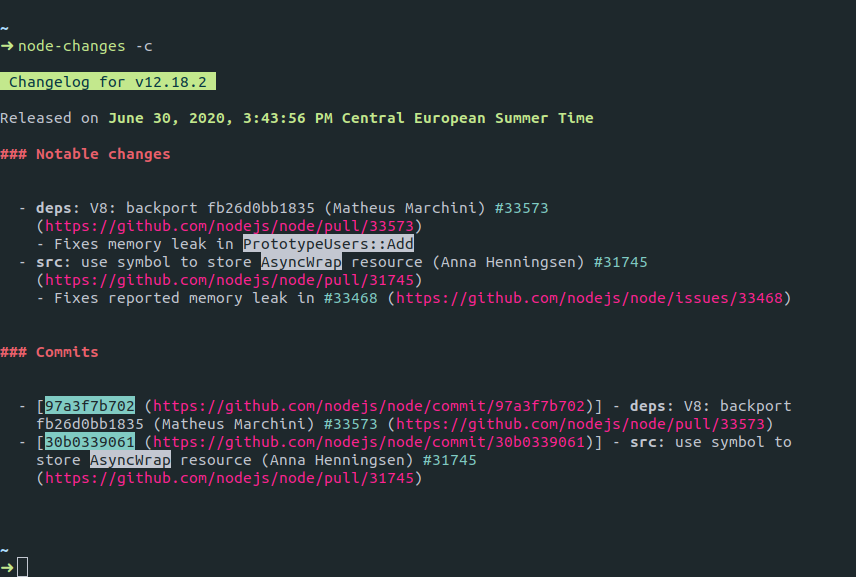 ~
➜ node-changes -c
Changelog for v12.18.2
Released on June 30, 2020, 3:43:56 PM Central European Summer Time
### Notable changes
- deps: V8: backport fb26d0bb1835 (Matheus Marchini) #33573
(https://github.com/nodejs/node/pull/33573)
- Fixes memory leak in PrototypeUsers::Add
- src: use symbol to store AsyncWrap resource (Anna Henningsen) #31745
(https://github.com/nodejs/node/pull/31745)
- Fixes reported memory leak in #33468 (https://github.com/nodejs/node/issues/33468)
### Commits
- [97a3f7b702 (https://github.com/nodejs/node/commit/97a3f7b702)] - deps: V8: backport
fb26d0bb1835 (Matheus Marchini) #33573 (https://github.com/nodejs/node/pull/33573)
- [30b0339061 (https://github.com/nodejs/node/commit/30b0339061)] - src: use symbol to
store AsyncWrap resource (Anna Henningsen) #31745
(https://github.com/nodejs/node/pull/31745)
~
➜